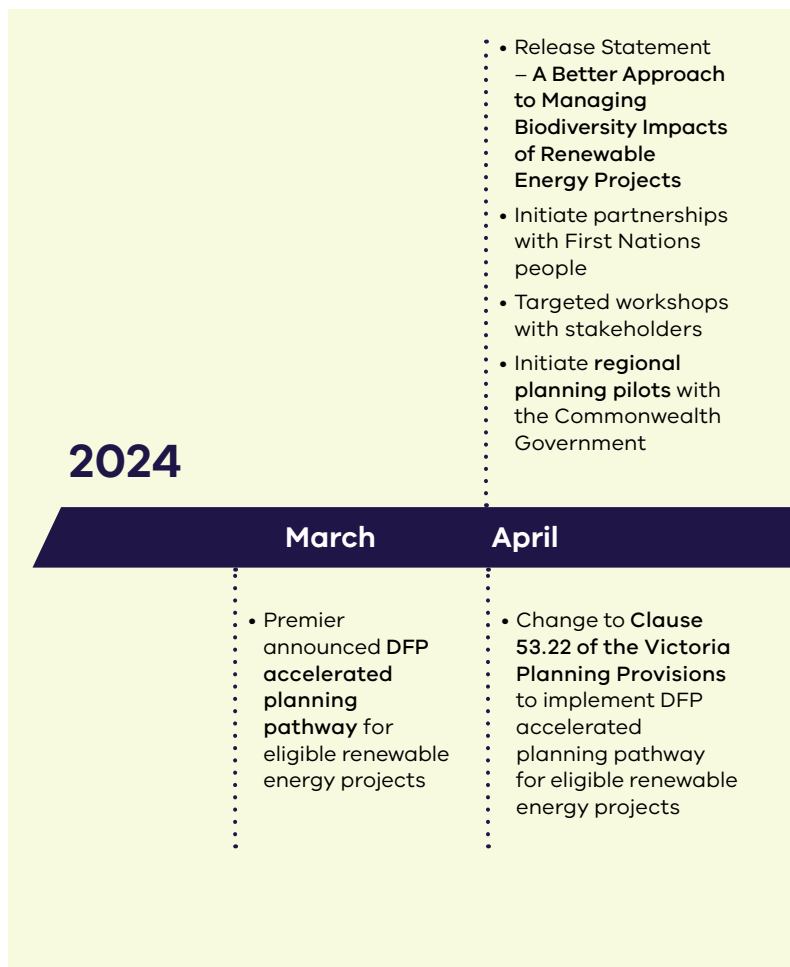 • Release Statement
– A Better Approach
to Managing
Biodiversity Impacts
of Renewable
Energy Projects
• Initiate partnerships
with First Nations
people
• Targeted workshops
with stakeholders
• Initiate regional
planning pilots with
the Commonwealth
Government
2024
March
April
• Premier
announced DFP
accelerated
planning
pathway for
eligible renewable
energy projects
• Change to Clause
53.22 of the Victoria
Planning Provisions
to implement DFP
accelerated
planning pathway
for eligible renewable
energy projects